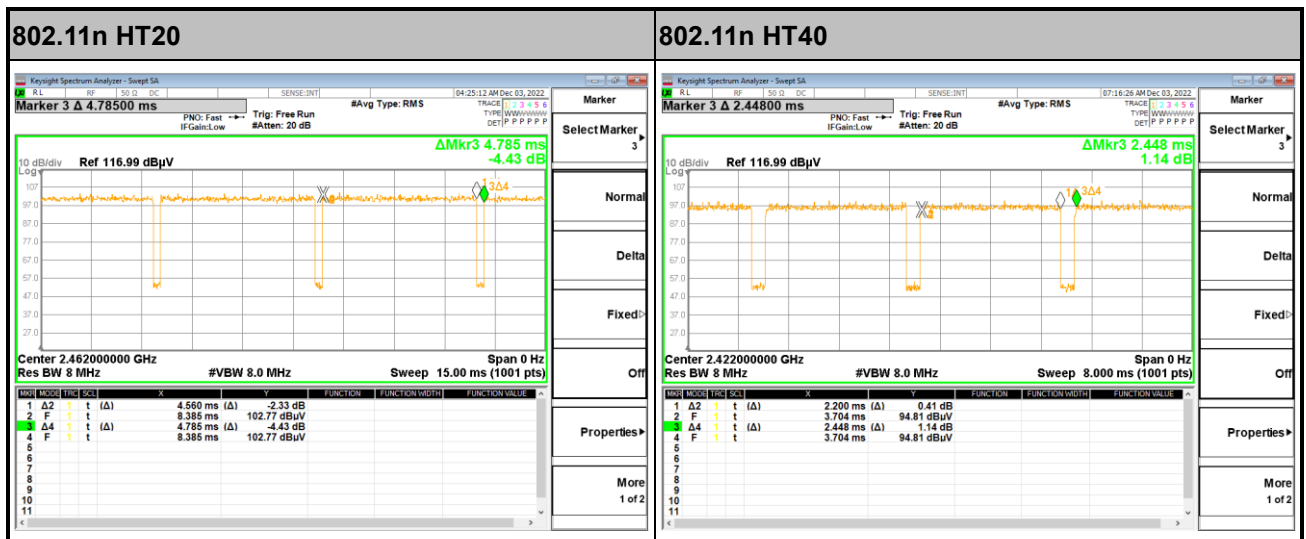 802.11n HT20
802.11n HT40
Keysight Spectrum Analyzer - Swept SA
RL RF 50 Ω DC SENSE:INT 04:25:12 AM Dec 03, 2022
Marker 3 Δ 4.78500 ms
#Avg Type: RMS
TRACE 1 2 3 4 5 6
PNO: Fast
Trig: Free Run
IFGain:Low
#Atten: 20 dB
DET P P P P P P
ΔMkr3 4.785 ms
-4.43 dB
10 dB/div Ref 116.99 dBµV
Log
107
97.0
87.0
77.0
67.0
57.0
47.0
37.0
27.0
3Δ4
Center 2.462000000 GHz Span 0 Hz
Res BW 8 MHz #VBW 8.0 MHz Sweep 15.00 ms (1001 pts)
MKR MODE TRC SCL X Y FUNCTION FUNCTION WIDTH FUNCTION VALUE
1 Δ2 1 t (Δ) 4.560 ms (Δ) -2.33 dB
2 F 1 t 8.385 ms 102.77 dBµV
3 Δ4 1 t (Δ) 4.785 ms (Δ) -4.43 dB
4 F 1 t 8.385 ms 102.77 dBµV
5
6
7
8
9
10
11
Marker
Select Marker
3
Normal
Delta
Fixed
Off
Properties
More
1 of 2
Keysight Spectrum Analyzer - Swept SA
RL RF 50 Ω DC SENSE:INT 07:16:26 AM Dec 03, 2022
Marker 3 Δ 2.44800 ms
#Avg Type: RMS
TRACE 1 2 3 4 5 6
PNO: Fast
Trig: Free Run
IFGain:Low
#Atten: 20 dB
DET P P P P P P
ΔMkr3 2.448 ms
1.14 dB
10 dB/div Ref 116.99 dBµV
Log
107
97.0
87.0
77.0
67.0
57.0
47.0
37.0
27.0
3Δ4
Center 2.422000000 GHz Span 0 Hz
Res BW 8 MHz #VBW 8.0 MHz Sweep 8.000 ms (1001 pts)
MKR MODE TRC SCL X Y FUNCTION FUNCTION WIDTH FUNCTION VALUE
1 Δ2 1 t (Δ) 2.200 ms (Δ) 0.41 dB
2 F 1 t 3.704 ms 94.81 dBµV
3 Δ4 1 t (Δ) 2.448 ms (Δ) 1.14 dB
4 F 1 t 3.704 ms 94.81 dBµV
5
6
7
8
9
10
11
Marker
Select Marker
3
Normal
Delta
Fixed
Off
Properties
More
1 of 2